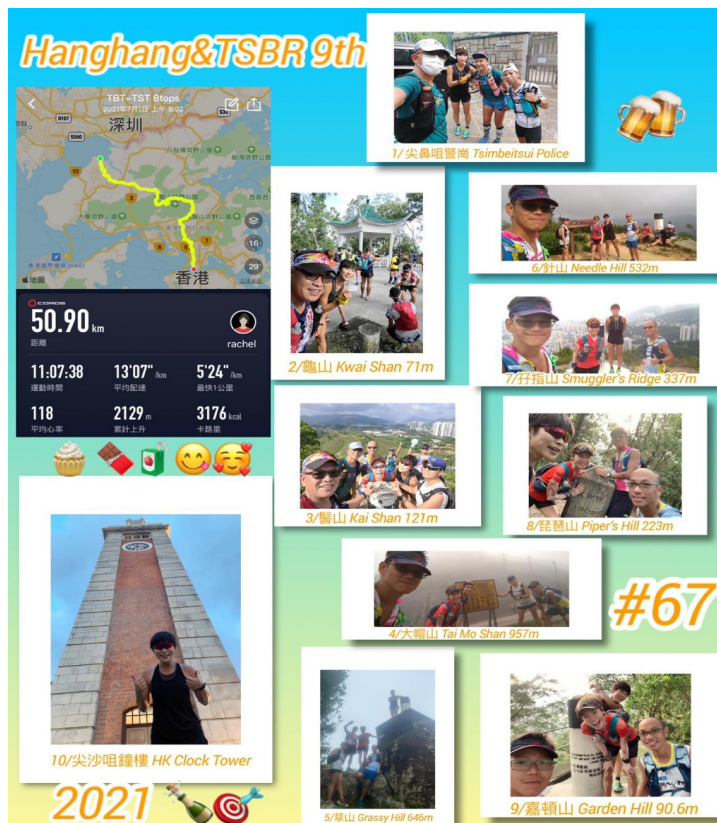 Hanghang&TSBR 9th
TBT-TST 8tops
2021年7月1日 上午 8:02
深圳
香港
16
29
COROS
50.90 km
距離
rachel
11:07:38
13'07" /km
5'24" /km
運動時間
平均配速
最快1公里
118
2129 m
3176 kcal
平均心率
累計上升
卡路里
1/ 尖鼻咀警崗 Tsimbeitsui Police
2/龜山 Kwai Shan 71m
3/髻山 Kai Shan 121m
4/大帽山 Tai Mo Shan 957m
5/草山 Grassy Hill 646m
6/針山 Needle Hill 532m
7/孖指山 Smuggler's Ridge 337m
8/琵琶山 Piper's Hill 223m
9/嘉頓山 Garden Hill 90.6m
10/尖沙咀鐘樓 HK Clock Tower
#67
2021